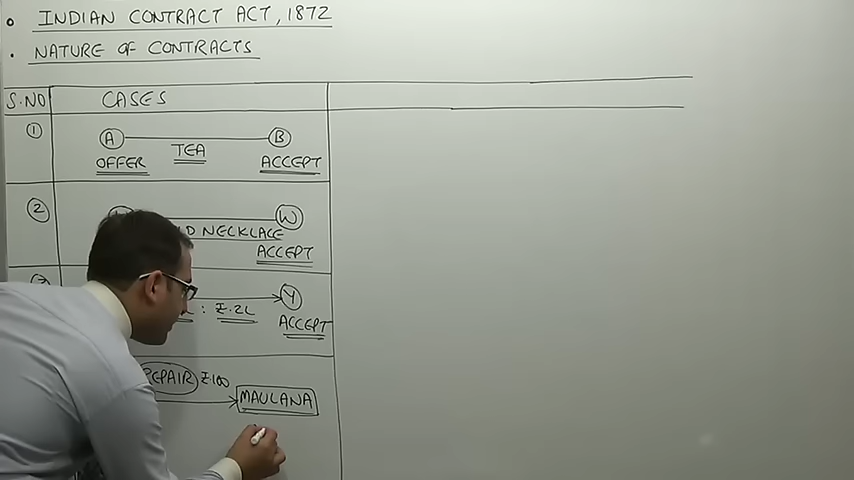 INDIAN CONTRACT ACT, 1872
NATURE OF CONTRACTS
S.NO CASES
1 A B
TEA
OFFER ACCEPT
2 W
NECKLACE
ACCEPT
Y
: ₹.2L
ACCEPT
REPAIR ₹100
MAULANA